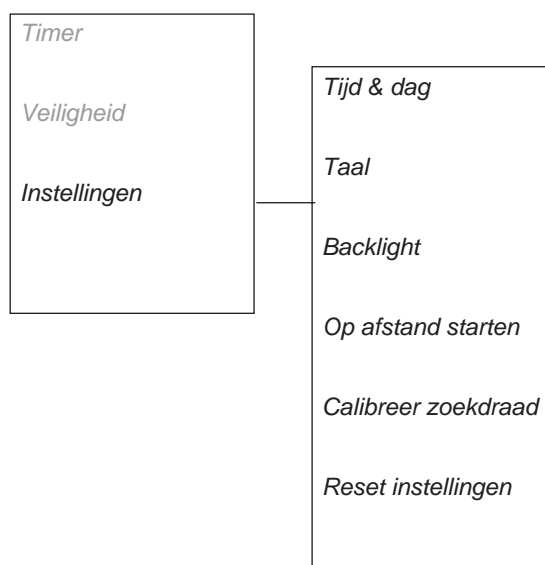 Timer
Veiligheid
Instellingen
Tijd & dag
Taal
Backlight
Op afstand starten
Calibreer zoekdraad
Reset instellingen